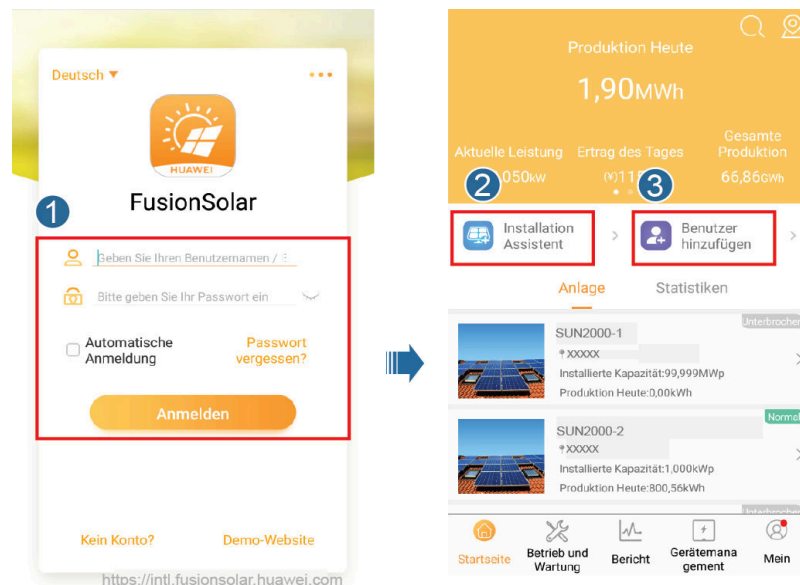 Deutsch
HUAWEI
FusionSolar
1
Geben Sie Ihren Benutzernamen /
Bitte geben Sie Ihr Passwort ein
Automatische
Anmeldung
Passwort
vergessen?
Anmelden
Kein Konto?
Demo-Website
https://intl.fusionsolar.huawei.com
Produktion Heute
1,90MWh
Aktuelle Leistung
Ertrag des Tages
Gesamte
Produktion
050kW
(¥)11
66,86GWh
2
3
Installation
Assistent
Benutzer
hinzufügen
Anlage
Statistiken
Unterbrochen
SUN2000-1
XXXXX
Installierte Kapazität:99,999MWp
Produktion Heute:0,00kWh
Normal
SUN2000-2
XXXXX
Installierte Kapazität:1,000kWp
Produktion Heute:800,56kWh
Startseite
Betrieb und
Wartung
Bericht
Gerätemana
gement
Mein